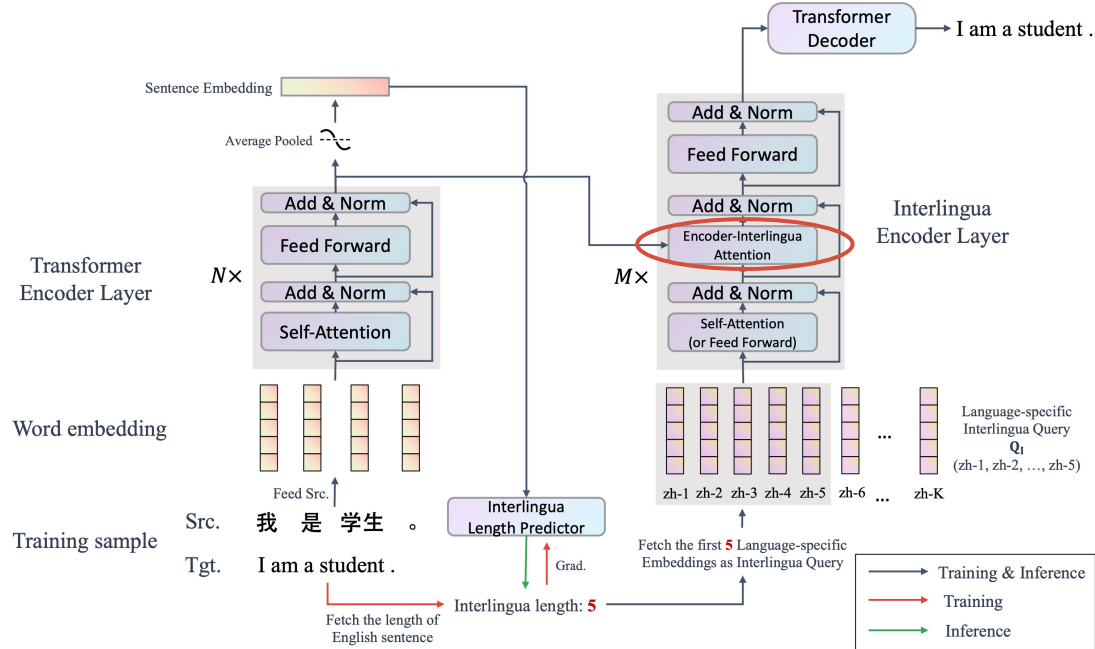 Transformer
Decoder
I am a student .
Sentence Embedding
Average Pooled
Add & Norm
Feed Forward
Add & Norm
Self-Attention
N×
Transformer
Encoder Layer
Add & Norm
Feed Forward
Add & Norm
Encoder-Interlingua
Attention
Add & Norm
Self-Attention
(or Feed Forward)
M×
Interlingua
Encoder Layer
Word embedding
Feed Src.
zh-1 zh-2 zh-3 zh-4 zh-5 zh-6 ... zh-K
...
Language-specific
Interlingua Query
Q_I
(zh-1, zh-2, …, zh-5)
Training sample
Src. 我 是 学生 。
Tgt. I am a student .
Interlingua
Length Predictor
Grad.
Fetch the length of
English sentence
Interlingua length: 5
Fetch the first 5 Language-specific
Embeddings as Interlingua Query
Training & Inference
Training
Inference